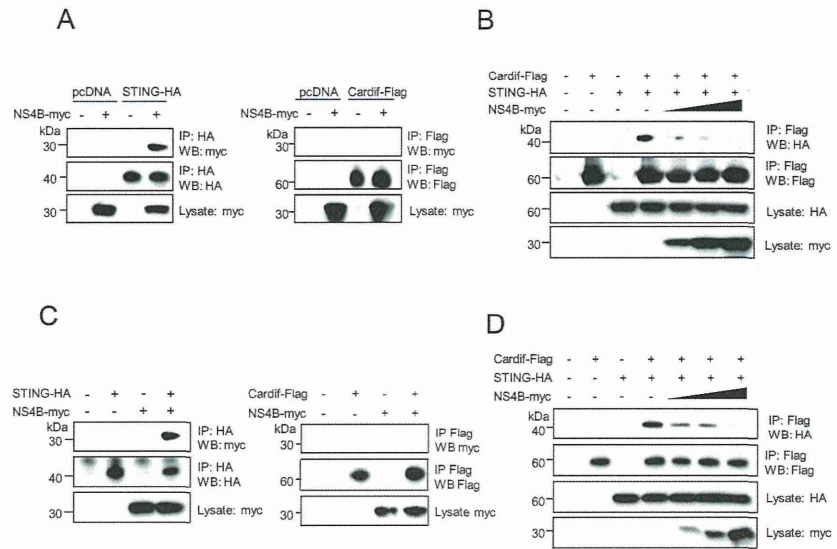 A
pcDNA STING-HA
NS4B-myc - + - +
kDa
30
IP: HA
WB: myc
40
IP: HA
WB: HA
30
Lysate: myc
pcDNA Cardif-Flag
NS4B-myc - + - +
kDa
30
IP: Flag
WB: myc
60
IP: Flag
WB: Flag
30
Lysate: myc
B
Cardif-Flag - + - + + + +
STING-HA - - + + + + +
NS4B-myc - - - -
kDa
40
IP: Flag
WB: HA
60
IP: Flag
WB: Flag
60
Lysate: HA
30
Lysate: myc
C
STING-HA - + - +
NS4B-myc - - + +
kDa
30
IP: HA
WB: myc
40
IP: HA
WB: HA
30
Lysate: myc
Cardif-Flag - + - +
NS4B-myc - - + +
kDa
30
IP Flag
WB myc
60
IP Flag
WB Flag
30
Lysate myc
D
Cardif-Flag - + - + + + +
STING-HA - - + + + + +
NS4B-myc - - - -
kDa
40
IP: Flag
WB: HA
60
IP: Flag
WB: Flag
60
Lysate: HA
30
Lysate: myc